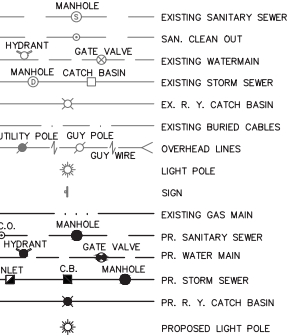 MANHOLE
S
EXISTING SANITARY SEWER
SAN. CLEAN OUT
HYDRANT GATE VALVE
EXISTING WATERMAIN
MANHOLE CATCH BASIN
D
EXISTING STORM SEWER
EX. R. Y. CATCH BASIN
EXISTING BURIED CABLES
UTILITY POLE GUY POLE
OVERHEAD LINES
GUY WIRE
LIGHT POLE
SIGN
EXISTING GAS MAIN
C.O. MANHOLE
PR. SANITARY SEWER
HYDRANT GATE VALVE
PR. WATER MAIN
NLET C.B. MANHOLE
PR. STORM SEWER
PR. R. Y. CATCH BASIN
PROPOSED LIGHT POLE